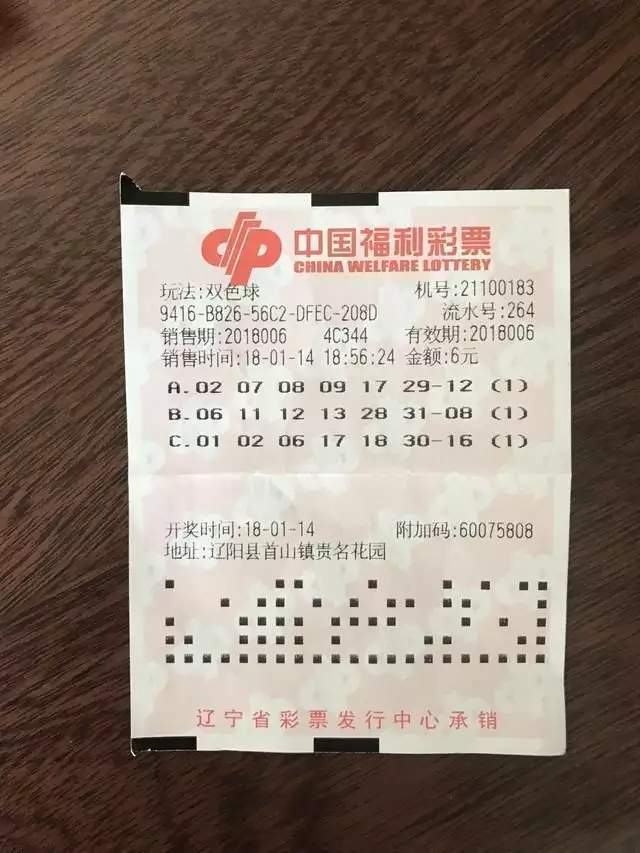 中国福利彩票
CHINA WELFARE LOTTERY
玩法:双色球 机号:21100183
9416-B826-56C2-DFEC-208D 流水号:264
销售期:2018006 4C344 有效期:2018006
销售时间:18-01-14 18:56:24 金额:6元
A.02 07 08 09 17 29-12 (1)
B.06 11 12 13 28 31-08 (1)
C.01 02 06 17 18 30-16 (1)
开奖时间:18-01-14 附加码:60075808
地址:辽阳县首山镇贵名花园
辽宁省彩票发行中心承销